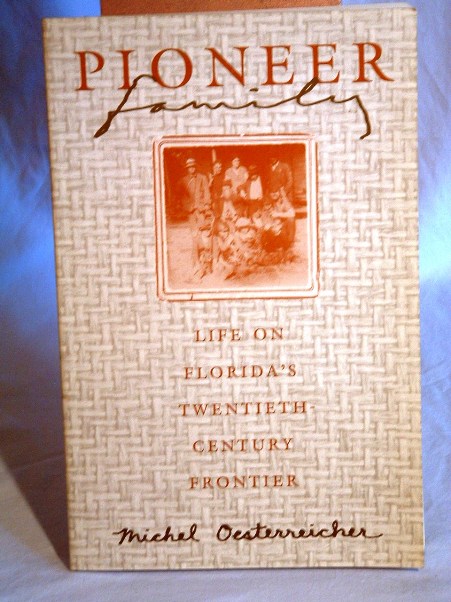 PIONEER
family
LIFE ON
FLORIDA'S
TWENTIETH-
CENTURY
FRONTIER
Michel Oesterreicher